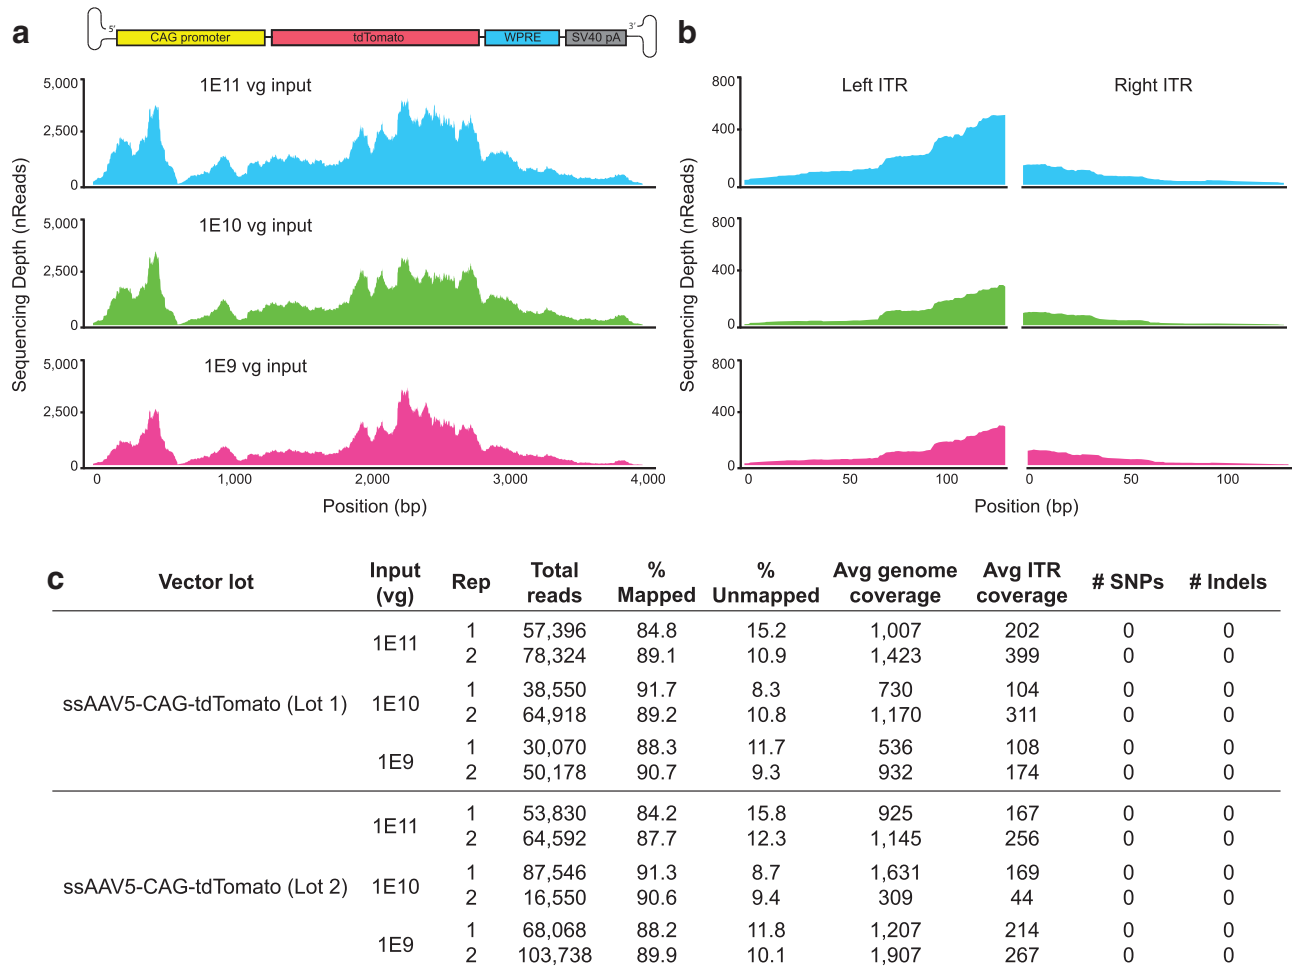 a
5'
CAG promoter
tdTomato
WPRE
SV40 pA
3'
Sequencing Depth (nReads)
1E11 vg input
5,000
2,500
0
1E10 vg input
5,000
2,500
0
1E9 vg input
5,000
2,500
0
0 1,000 2,000 3,000 4,000
Position (bp)
b
Sequencing Depth (nReads)
Left ITR Right ITR
800
400
0
800
400
0
800
400
0
0 50 100 0 50 100
Position (bp)
c
Vector lot Input (vg) Rep Total reads % Mapped % Unmapped Avg genome coverage Avg ITR coverage # SNPs # Indels
ssAAV5-CAG-tdTomato (Lot 1)
1E11
1 57,396 84.8 15.2 1,007 202 0 0
2 78,324 89.1 10.9 1,423 399 0 0
1E10
1 38,550 91.7 8.3 730 104 0 0
2 64,918 89.2 10.8 1,170 311 0 0
1E9
1 30,070 88.3 11.7 536 108 0 0
2 50,178 90.7 9.3 932 174 0 0
ssAAV5-CAG-tdTomato (Lot 2)
1E11
1 53,830 84.2 15.8 925 167 0 0
2 64,592 87.7 12.3 1,145 256 0 0
1E10
1 87,546 91.3 8.7 1,631 169 0 0
2 16,550 90.6 9.4 309 44 0 0
1E9
1 68,068 88.2 11.8 1,207 214 0 0
2 103,738 89.9 10.1 1,907 267 0 0